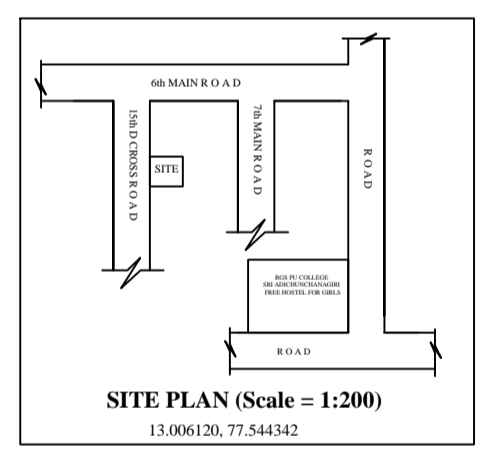 6th MAIN R O A D
15th D CROSS R O A D
7th MAIN R O A D
R O A D
SITE
BGS PU COLLEGE
SRI ADICHUNCHANAGIRI
FREE HOSTEL FOR GIRLS
R O A D
SITE PLAN (Scale = 1:200)
13.006120, 77.544342